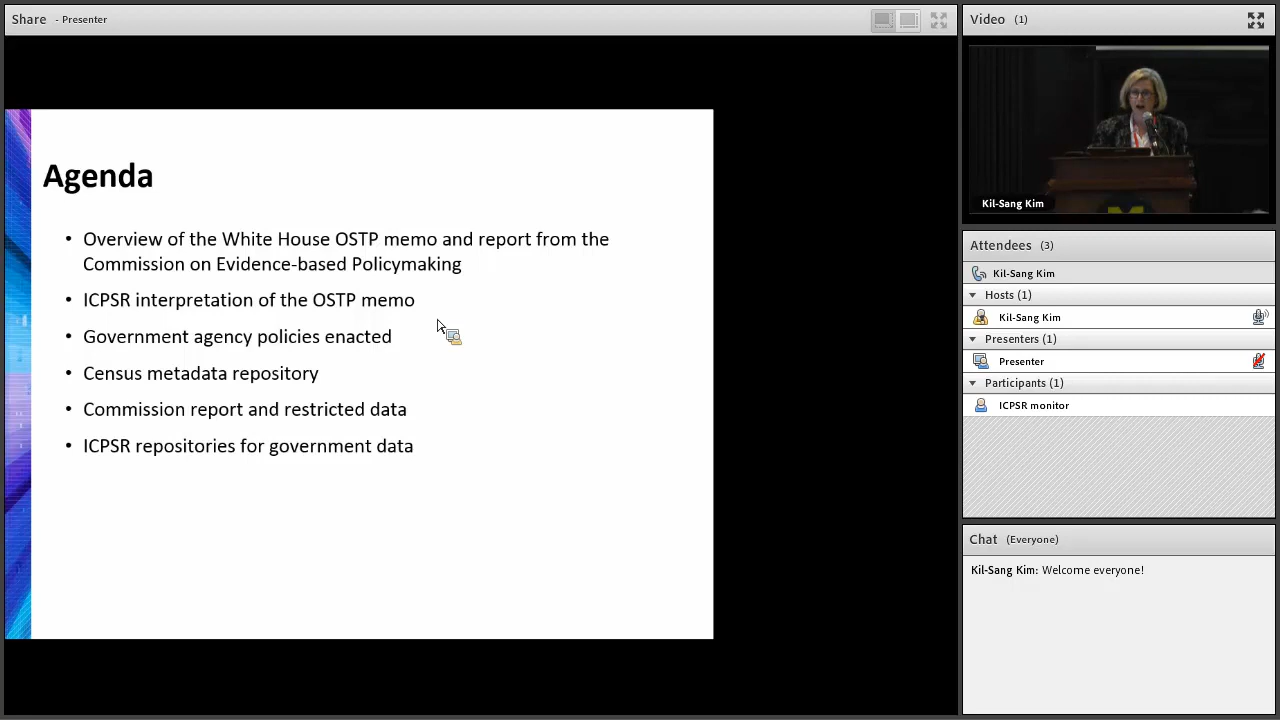 Share - Presenter
Agenda
• Overview of the White House OSTP memo and report from the
Commission on Evidence-based Policymaking
• ICPSR interpretation of the OSTP memo
• Government agency policies enacted
• Census metadata repository
• Commission report and restricted data
• ICPSR repositories for government data
Video (1)
Kil-Sang Kim
Attendees (3)
Kil-Sang Kim
Hosts (1)
Kil-Sang Kim
Presenters (1)
Presenter
Participants (1)
ICPSR monitor
Chat (Everyone)
Kil-Sang Kim: Welcome everyone!